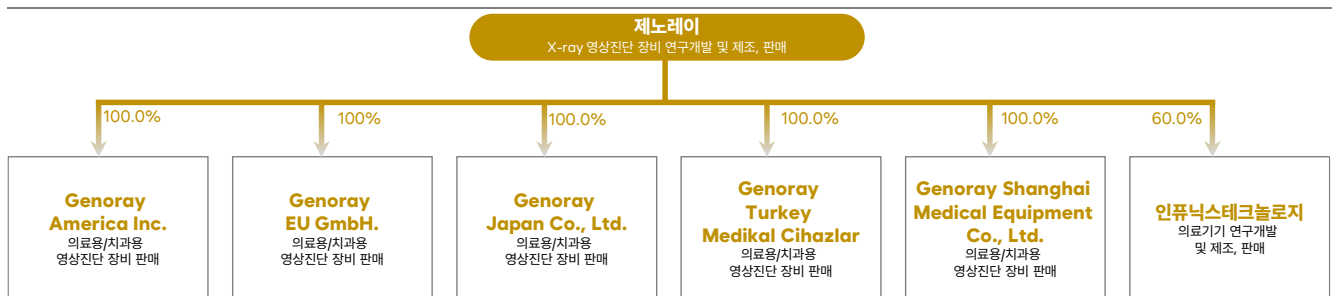 제노레이
X-ray 영상진단 장비 연구개발 및 제조, 판매
100.0%
100%
100.0%
100.0%
100.0%
60.0%
Genoray
America Inc.
의료용/치과용
영상진단 장비 판매
Genoray
EU GmbH.
의료용/치과용
영상진단 장비 판매
Genoray
Japan Co., Ltd.
의료용/치과용
영상진단 장비 판매
Genoray
Turkey
Medikal Cihazlar
의료용/치과용
영상진단 장비 판매
Genoray Shanghai
Medical Equipment
Co., Ltd.
의료용/치과용
영상진단 장비 판매
인퓨닉스테크놀로지
의료기기 연구개발
및 제조, 판매